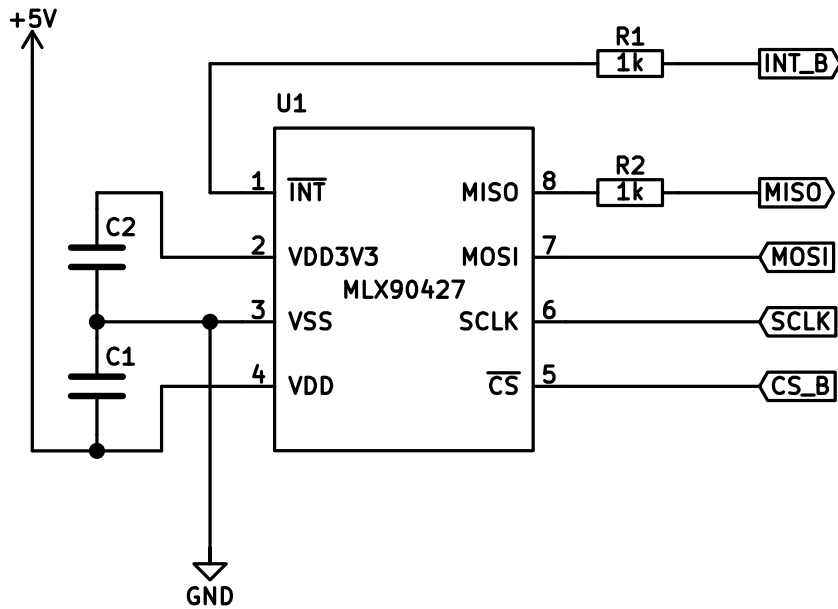 +5V
R1
1k
INT_B
U1
1
INT
MISO
8
R2
1k
MISO
C2
2
VDD3V3
MOSI
7
MOSI
MLX90427
3
VSS
SCLK
6
SCLK
C1
4
VDD
CS
5
CS_B
GND